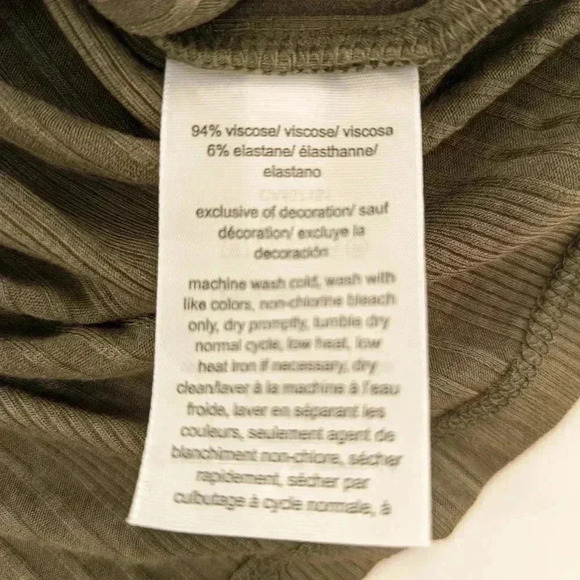 94% viscose/ viscose/ viscosa
6% elastane/ élasthanne/
elastano
exclusive of decoration/ sauf
décoration/ excluye la
decoración
machine wash cold, wash with
like colors, non-chlorine bleach
only, dry promptly, tumble dry
normal cycle, low heat, low
heat iron if necessary, dry
clean/laver à la machine à l'eau
froide, laver en séparant les
couleurs, seulement agent de
blanchiment non-chlore, sécher
rapidement, sécher par
culbutage à cycle normale, à